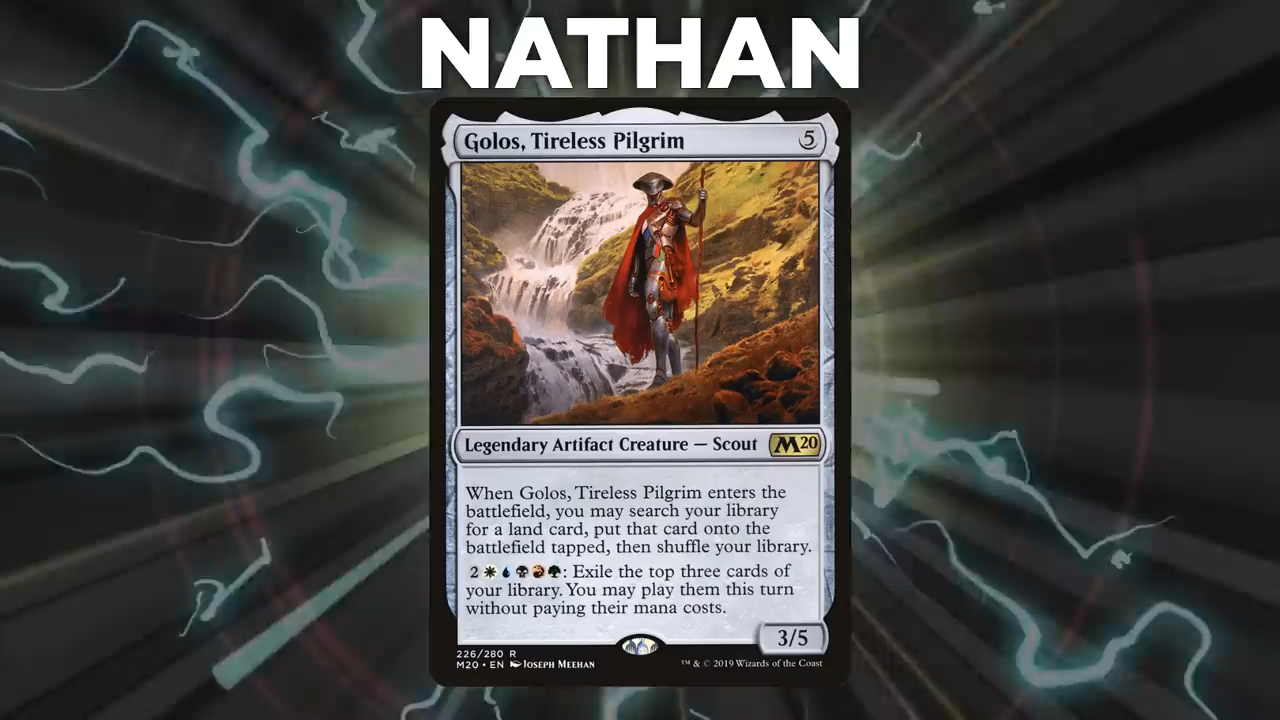 NATHAN
Golos, Tireless Pilgrim 5
Legendary Artifact Creature — Scout M20
When Golos, Tireless Pilgrim enters the
battlefield, you may search your library
for a land card, put that card onto the
battlefield tapped, then shuffle your library.
2 : Exile the top three cards of
your library. You may play them this turn
without paying their mana costs.
3/5
226/280 R
M20 • EN Joseph Meehan
™ & © 2019 Wizards of the Coast